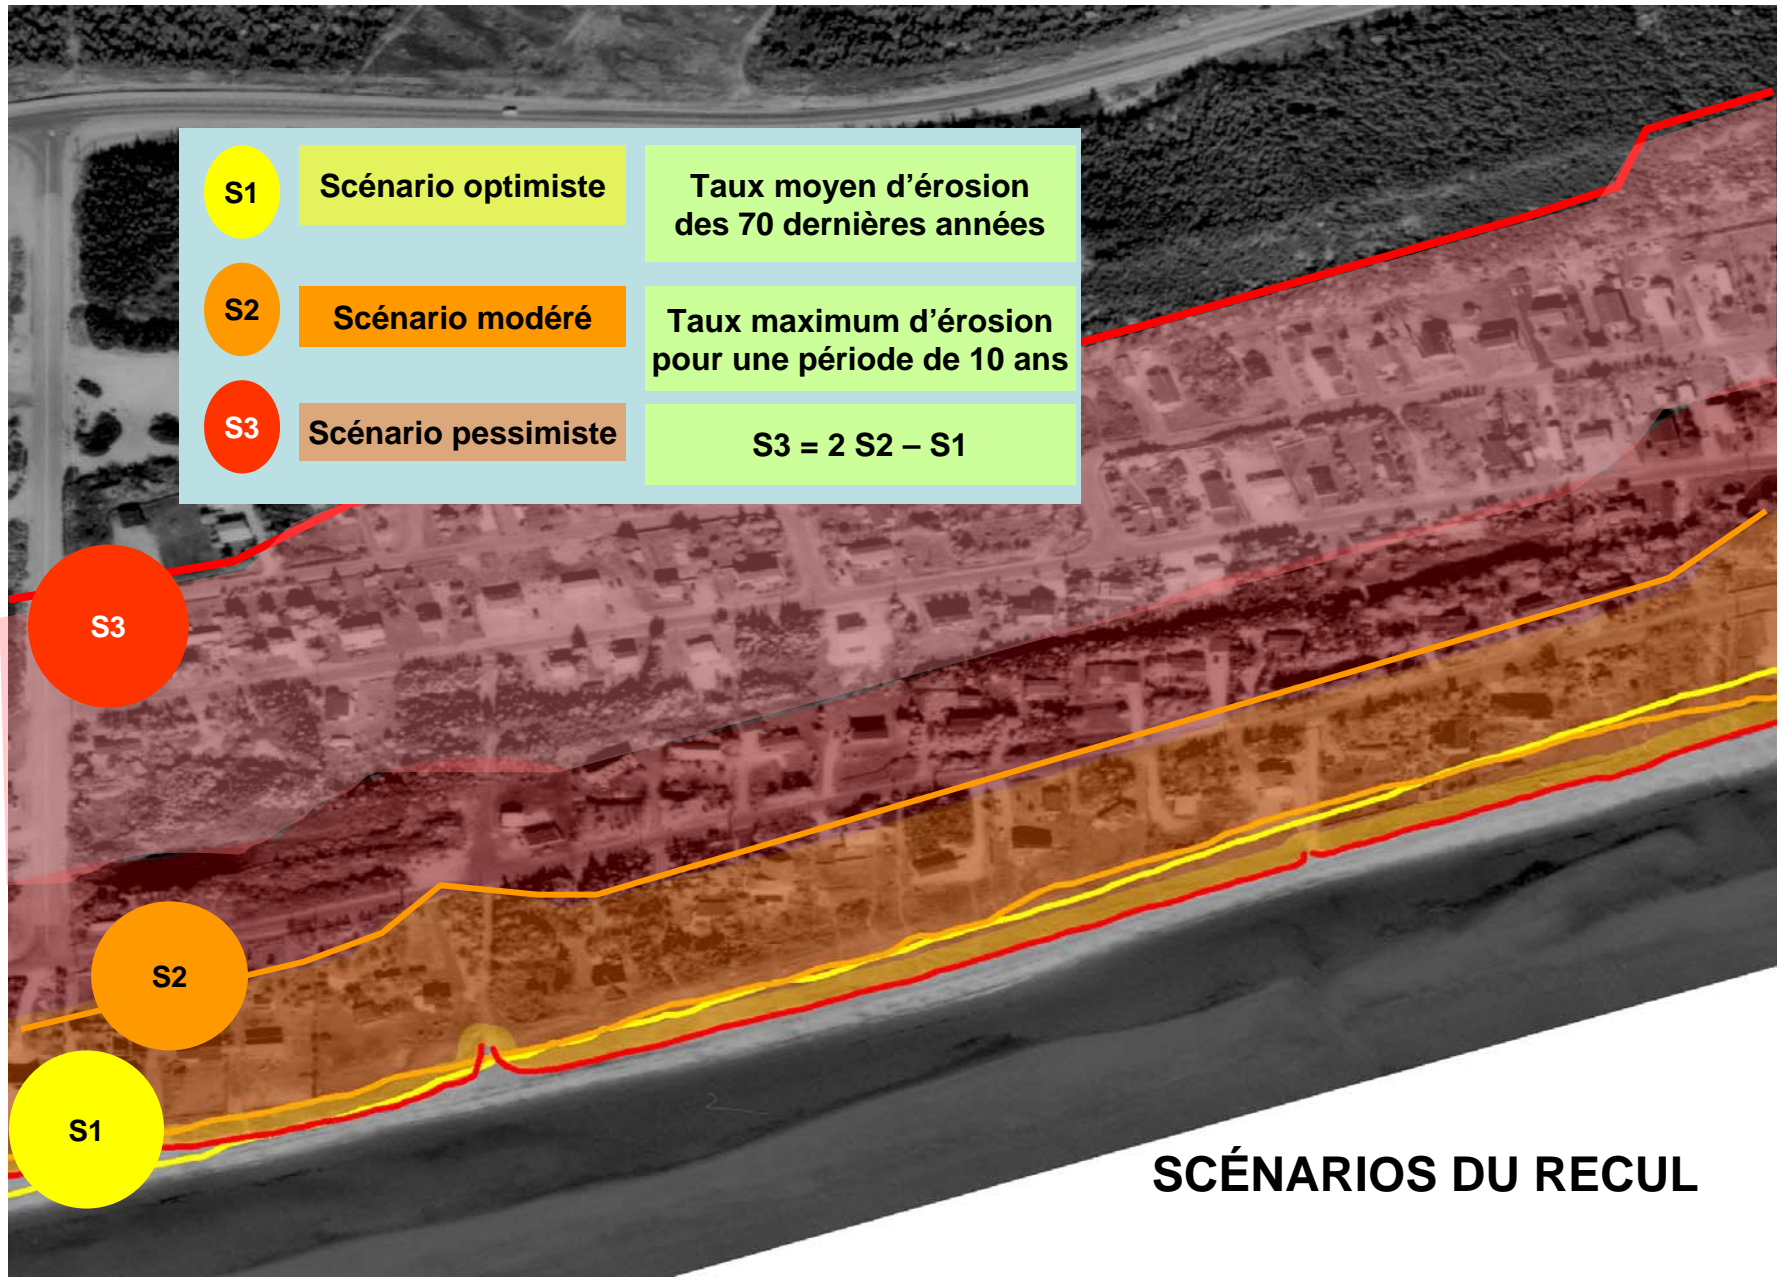 S1
Scénario optimiste
Taux moyen d’érosion
des 70 dernières années
S2
Scénario modéré
Taux maximum d’érosion
pour une période de 10 ans
S3
Scénario pessimiste
S3 = 2 S2 – S1
S3
S2
S1
SCÉNARIOS DU RECUL